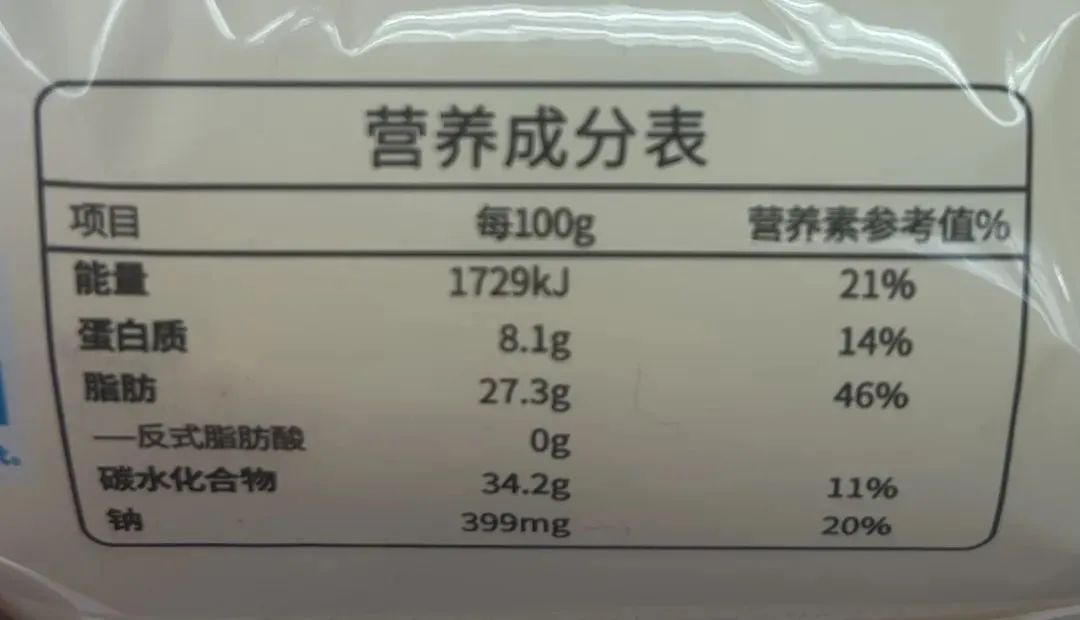 营养成分表
项目 每100g 营养素参考值%
能量 1729kJ 21%
蛋白质 8.1g 14%
脂肪 27.3g 46%
—反式脂肪酸 0g
碳水化合物 34.2g 11%
钠 399mg 20%